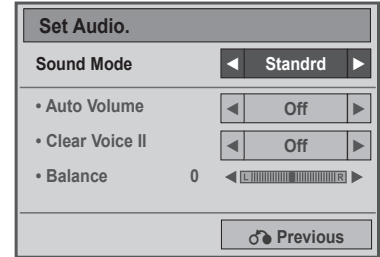 Set Audio.
Sound Mode ◀ Standrd ▶
• Auto Volume ◀ Off ▶
• Clear Voice II ◀ Off ▶
• Balance 0 ◀ L R ▶
Previous